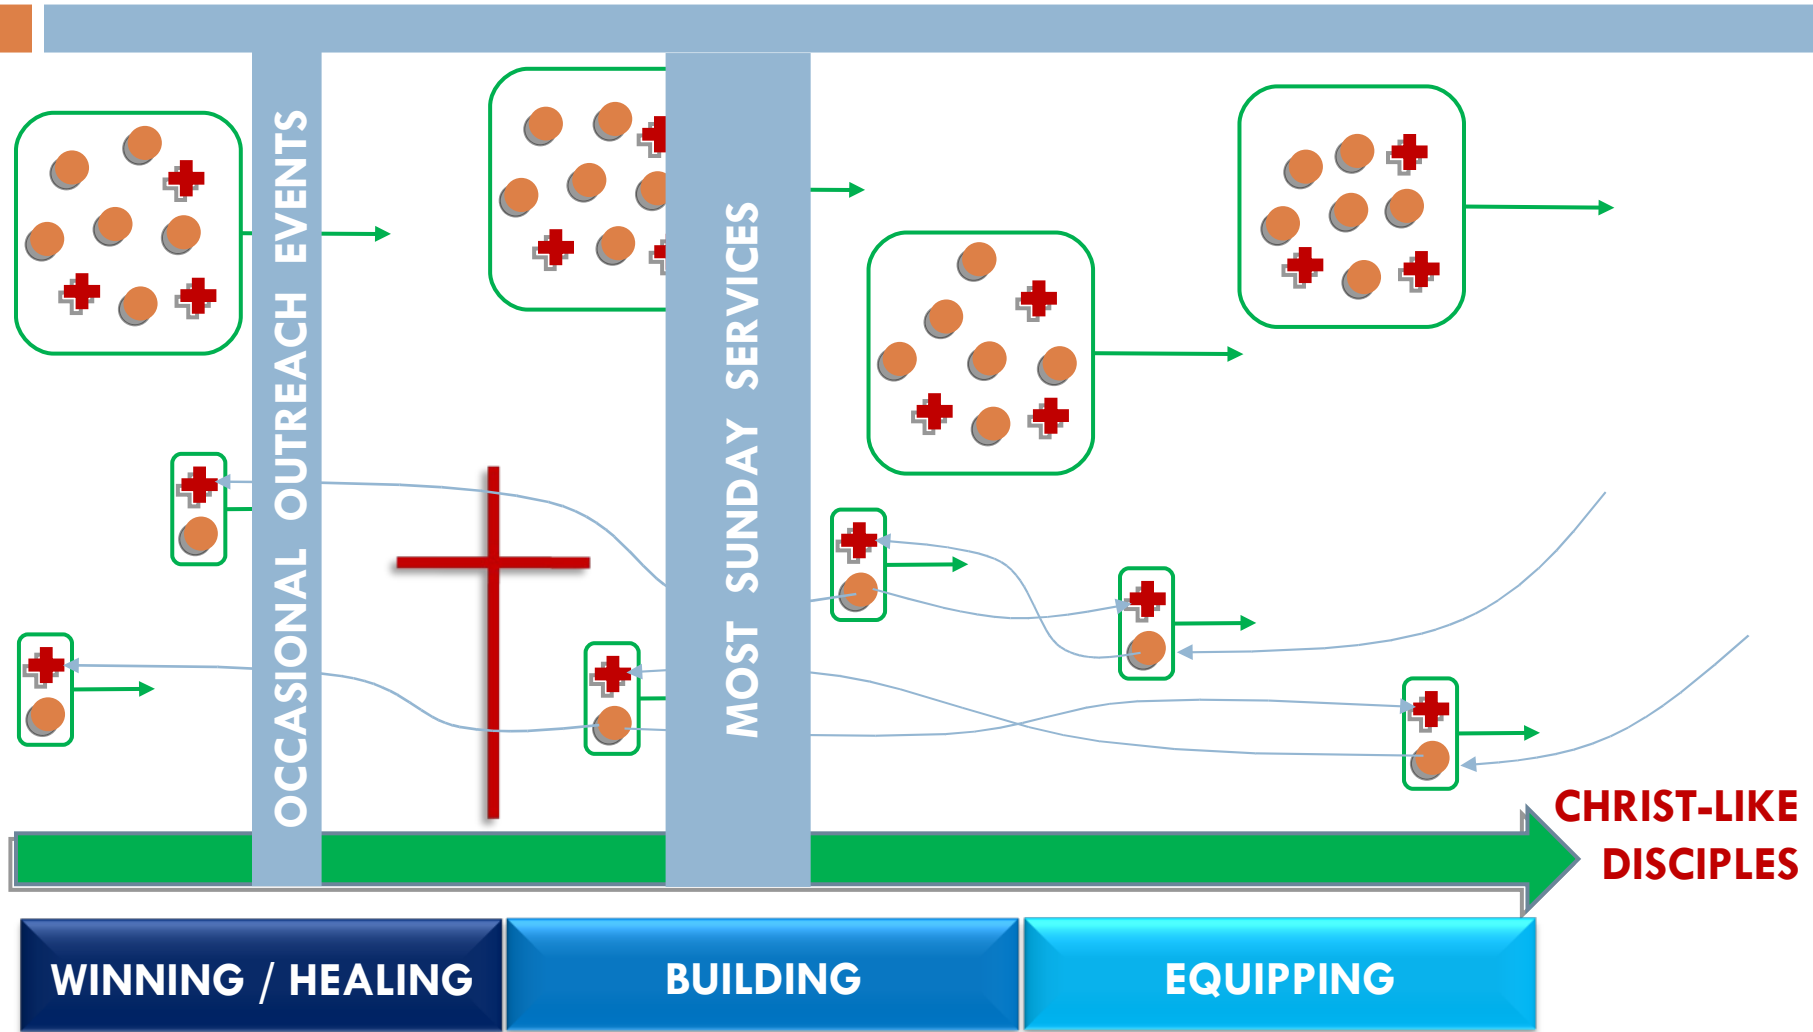 OCCASIONAL OUTREACH EVENTS
MOST SUNDAY SERVICES
CHRIST-LIKE
DISCIPLES
WINNING / HEALING
BUILDING
EQUIPPING